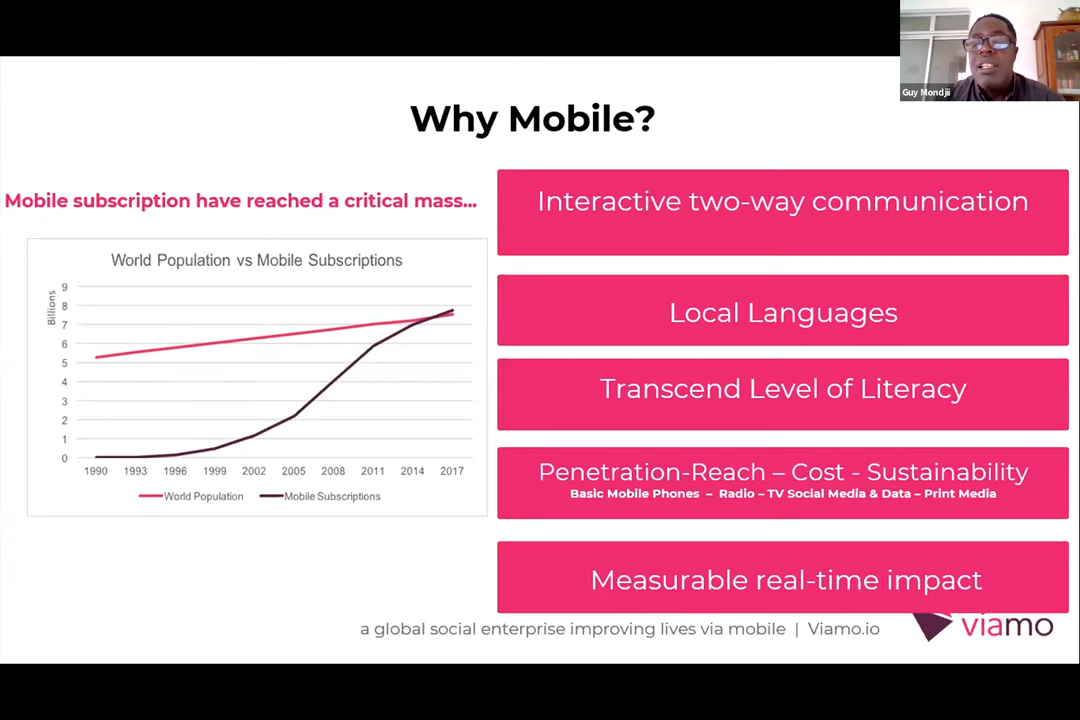 Guy Mondjii
Why Mobile?
Mobile subscription have reached a critical mass...
World Population vs Mobile Subscriptions
Billions
9
8
7
6
5
4
3
2
1
0
1990 1993 1996 1999 2002 2005 2008 2011 2014 2017
World Population Mobile Subscriptions
Interactive two-way communication
Local Languages
Transcend Level of Literacy
Penetration-Reach – Cost - Sustainability
Basic Mobile Phones – Radio – TV Social Media & Data – Print Media
Measurable real-time impact
a global social enterprise improving lives via mobile | Viamo.io
viamo